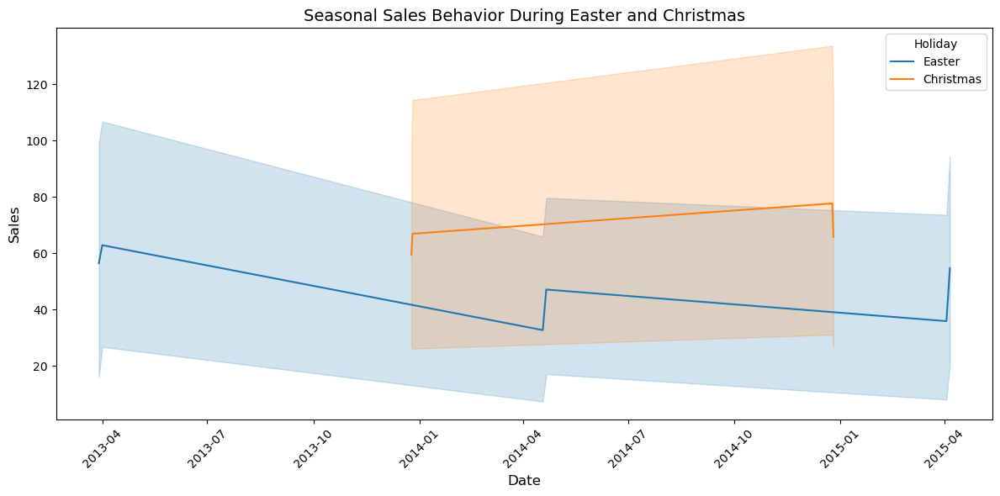 Seasonal Sales Behavior During Easter and Christmas
Holiday
Easter
Christmas
Sales
120
100
80
60
40
20
2013-04
2013-07
2013-10
2014-01
2014-04
2014-07
2014-10
2015-01
2015-04
Date